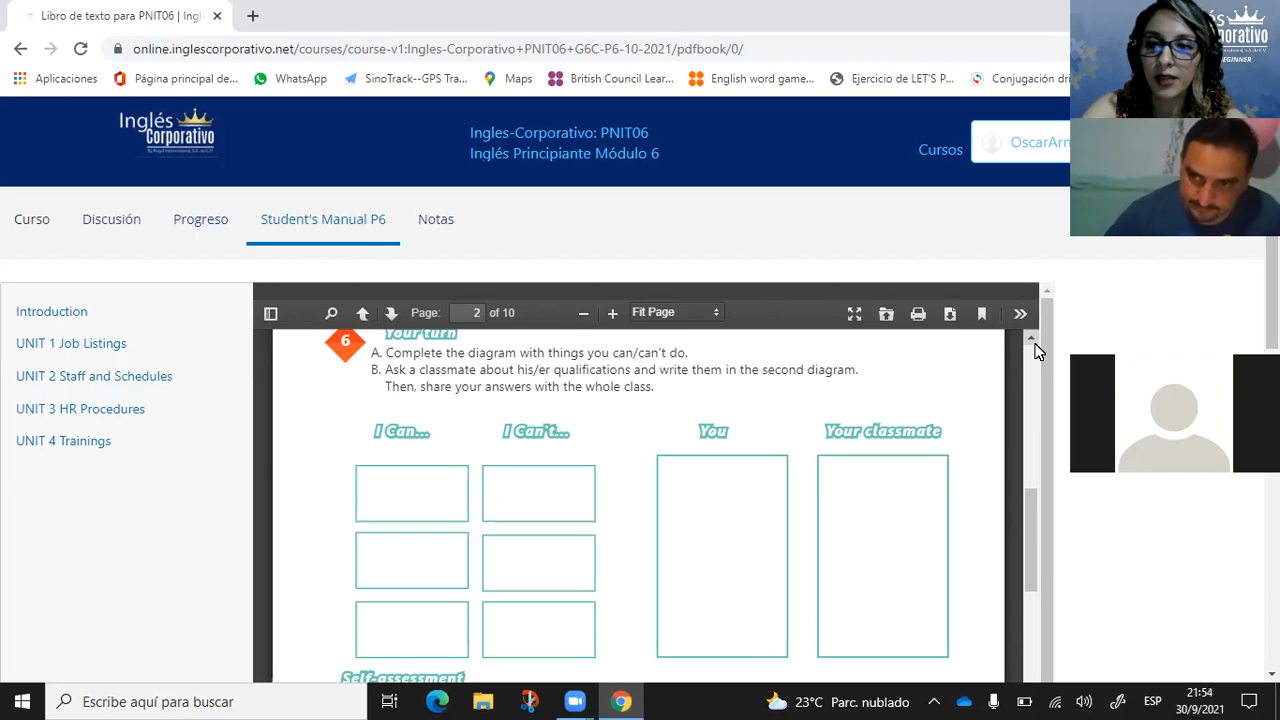 Libro de texto para PNIT06 | Ingl
online.inglescorporativo.net/courses/course-v1:Ingles-Corporativo+PNIT06+G6C-P6-10-2021/pdfbook/0/
Aplicaciones
Página principal de...
WhatsApp
SinoTrack--GPS Tra...
Maps
British Council Lear...
English word game...
Ejercicio de LET'S P...
Conjugación dri
Inglés
Corporativo
Ingles-Corporativo: PNIT06
Inglés Principiante Módulo 6
Cursos
OscarArn
és
orporativo
EGINNER
Curso
Discusión
Progreso
Student's Manual P6
Notas
Introduction
UNIT 1 Job Listings
UNIT 2 Staff and Schedules
UNIT 3 HR Procedures
UNIT 4 Trainings
Page:
2
of 10
Fit Page
6
Your turn
A. Complete the diagram with things you can/can't do.
B. Ask a classmate about his/er qualifications and write them in the second diagram.
Then, share your answers with the whole class.
I Can...
I Can't...
You
Your classmate
Self-assessment
Escribe aquí para buscar
23°C Parc. nublado
ESP
21:54
30/9/2021